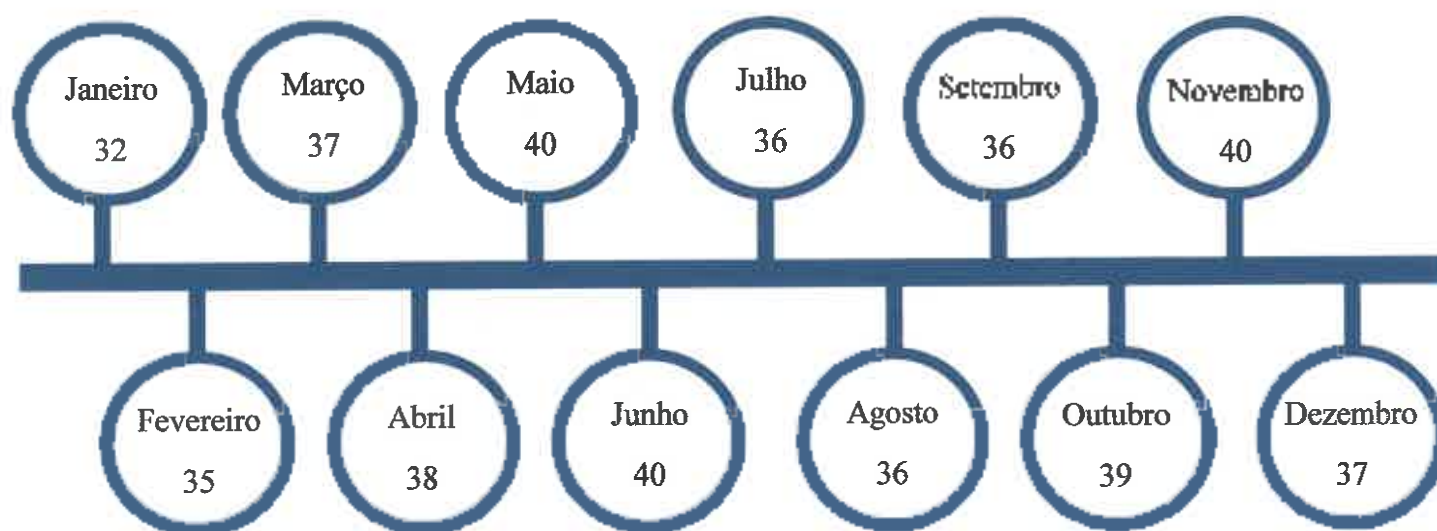 Janeiro
32
Março
37
Maio
40
Julho
36
Setembro
36
Novembro
40
Fevereiro
35
Abril
38
Junho
40
Agosto
36
Outubro
39
Dezembro
37